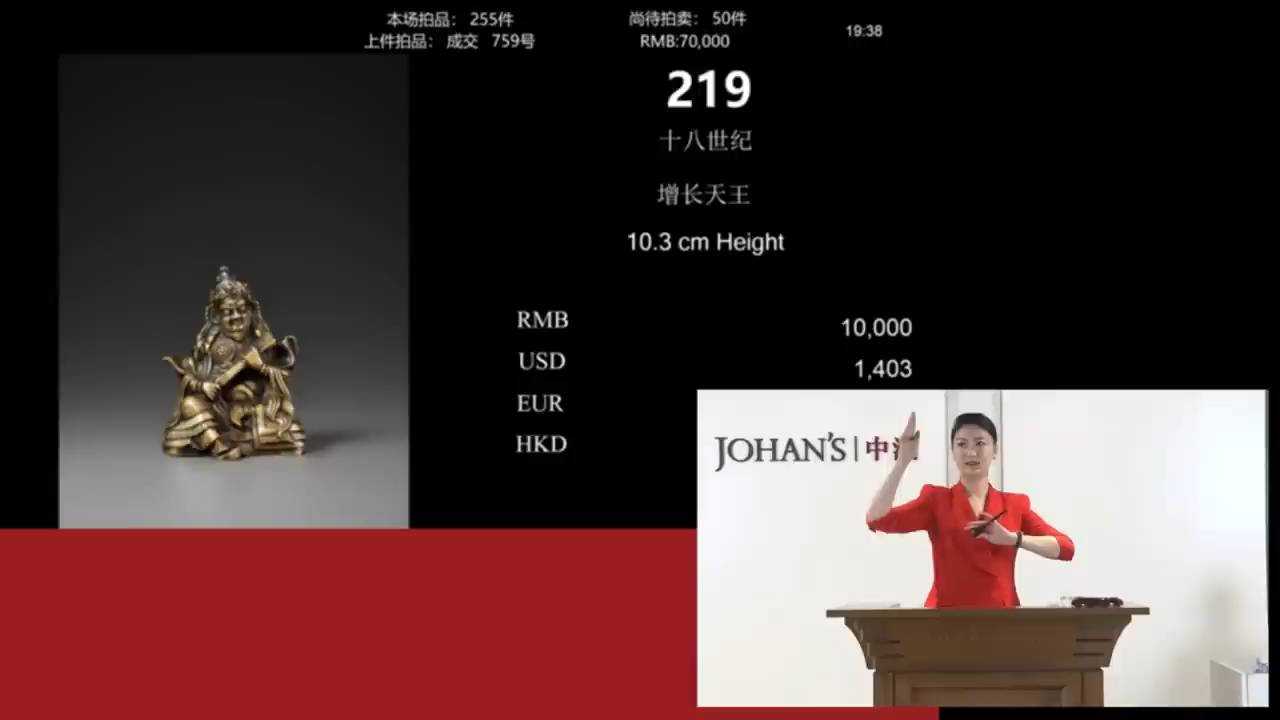 本场拍品： 255件
尚待拍卖： 50件
19:38
上件拍品： 成交 759号
RMB:70,000
219
十八世纪
增长天王
10.3 cm Height
RMB 10,000
USD 1,403
EUR
HKD
JOHAN'S | 中